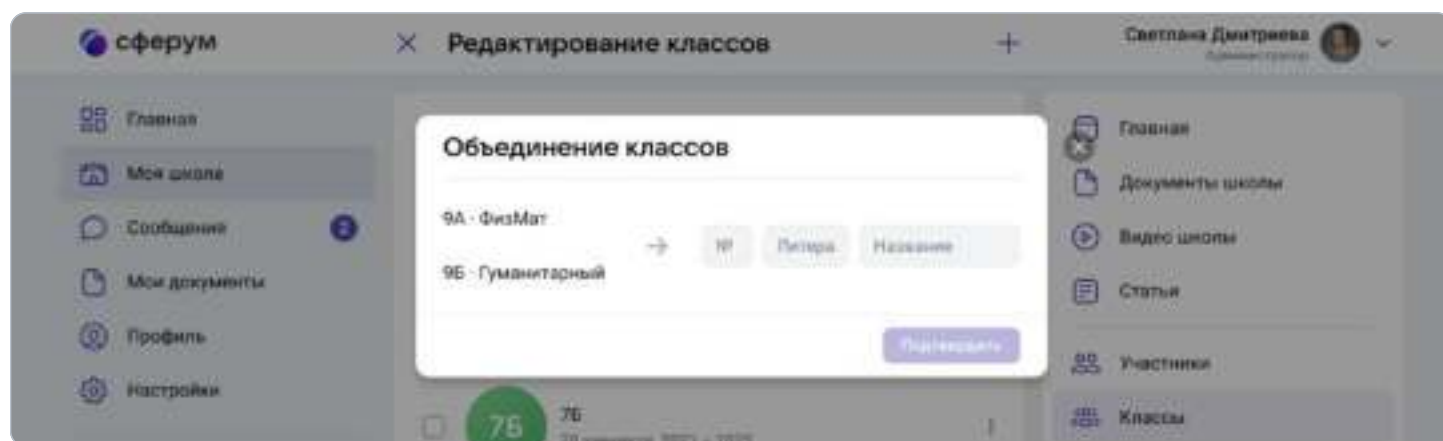 сферум
Редактирование классов
Светлана Дмитриева
Главная
Моя школа
Сообщения 2
Мои документы
Профиль
Настройки
Объединение классов
9А · ФизМат
9Б · Гуманитарный
№ Литера Название
Подтвердить
7Б
7Б
Главная
Документы школы
Видео школы
Статьи
Участники
Классы